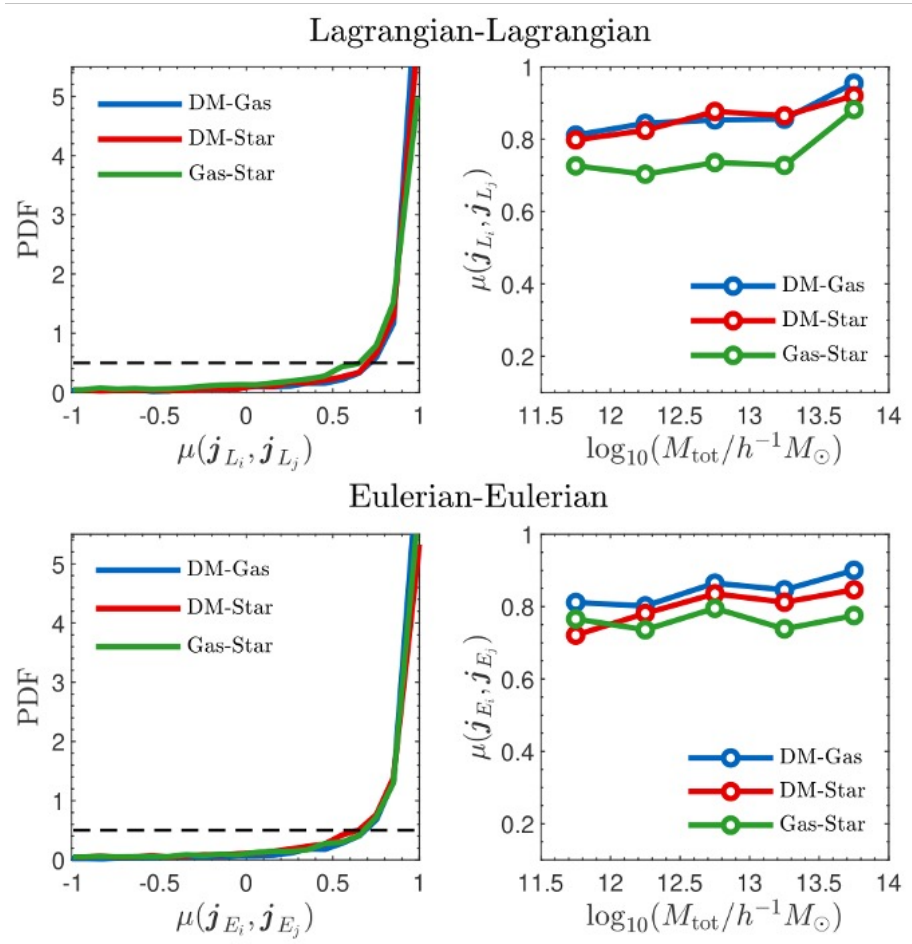 Lagrangian-Lagrangian
5
4
3
2
1
0
PDF
DM-Gas
DM-Star
Gas-Star
-1 -0.5 0 0.5 1
μ(j_{L_i}, j_{L_j})
1
0.8
0.6
0.4
0.2
μ(j_{L_i}, j_{L_j})
DM-Gas
DM-Star
Gas-Star
11.5 12 12.5 13 13.5 14
log₁₀(M_{tot}/h⁻¹M_⊙)
Eulerian-Eulerian
5
4
3
2
1
0
PDF
DM-Gas
DM-Star
Gas-Star
-1 -0.5 0 0.5 1
μ(j_{E_i}, j_{E_j})
1
0.8
0.6
0.4
0.2
μ(j_{E_i}, j_{E_j})
DM-Gas
DM-Star
Gas-Star
11.5 12 12.5 13 13.5 14
log₁₀(M_{tot}/h⁻¹M_⊙)